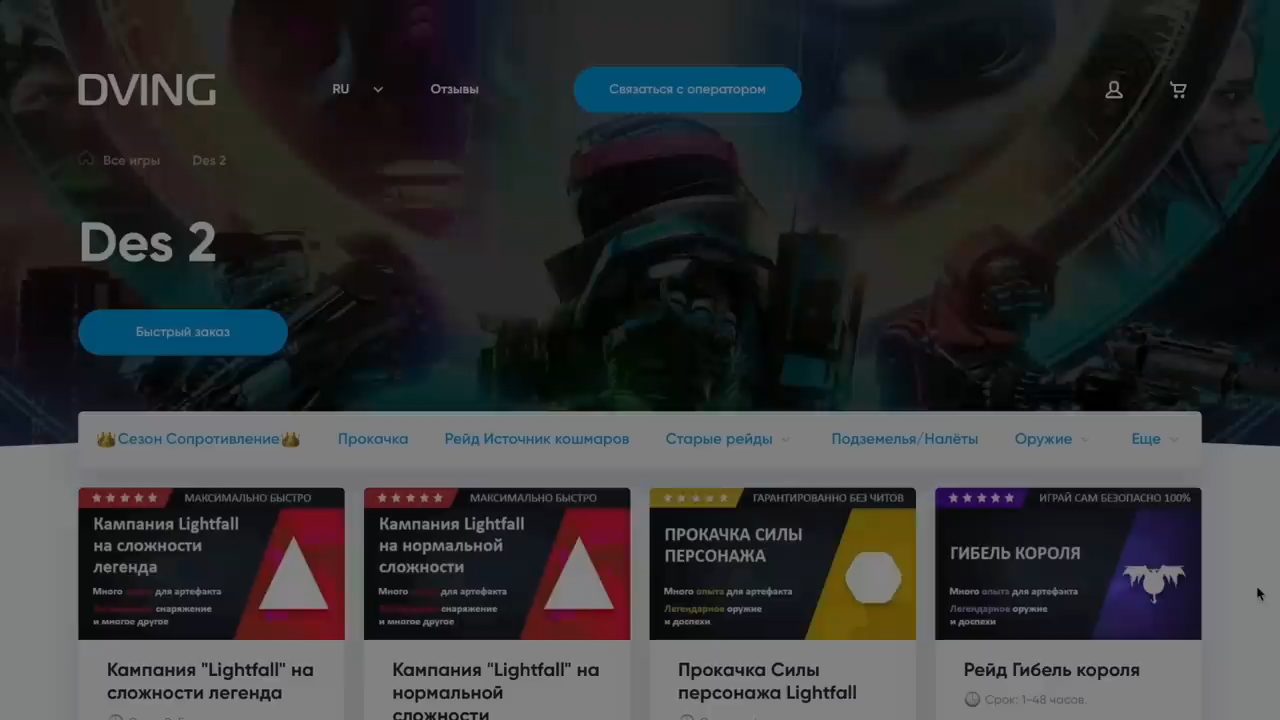 DVING
RU
Отзывы
Связаться с оператором
Все игры
Des 2
Des 2
Быстрый заказ
Сезон Сопротивление
Прокачка
Рейд Источник кошмаров
Старые рейды
Подземелья/Налёты
Оружие
Еще
МАКСИМАЛЬНО БЫСТРО
Кампания Lightfall
на сложности
легенда
Много опыта для артефакта
снаряжение
и многое другое
Кампания "Lightfall" на
сложности легенда
МАКСИМАЛЬНО БЫСТРО
Кампания Lightfall
на нормальной
сложности
Много опыта для артефакта
снаряжение
и многое другое
Кампания "Lightfall" на
нормальной
сложности
ГАРАНТИРОВАННО БЕЗ ЧИТОВ
ПРОКАЧКА СИЛЫ
ПЕРСОНАЖА
Много опыта для артефакта
Легендарное оружие
и доспехи
Прокачка Силы
персонажа Lightfall
ИГРАЙ САМ БЕЗОПАСНО 100%
ГИБЕЛЬ КОРОЛЯ
Много опыта для артефакта
Легендарное оружие
и доспехи
Рейд Гибель короля
Срок: 1-48 часов.